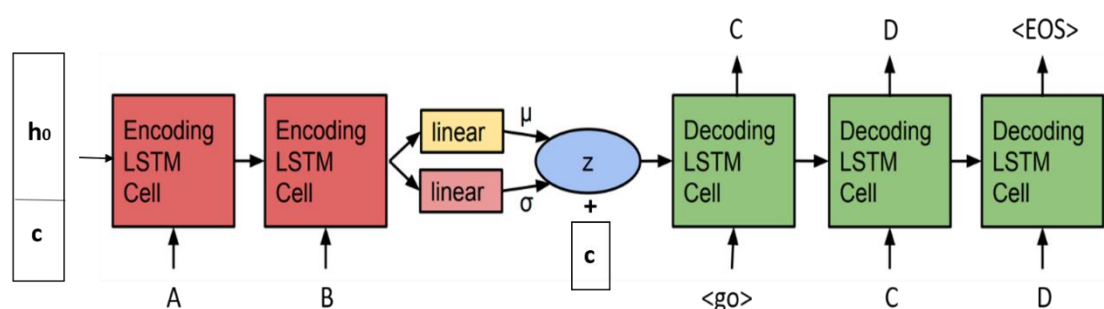 C D <EOS>
h₀
c
Encoding
LSTM
Cell
Encoding
LSTM
Cell
linear
μ
linear
σ
z
+
c
Decoding
LSTM
Cell
Decoding
LSTM
Cell
Decoding
LSTM
Cell
A B <go> C D